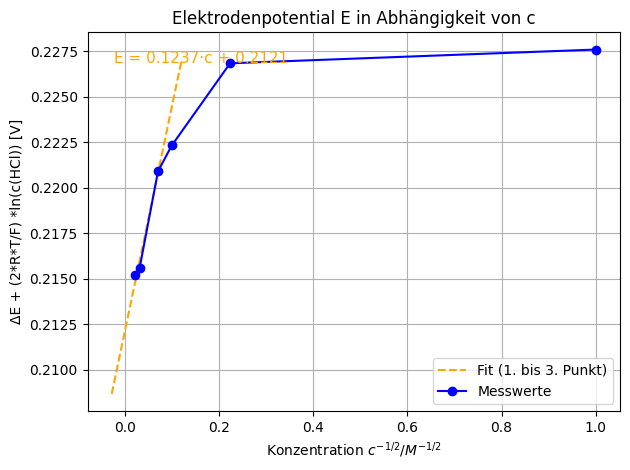 Elektrodenpotential E in Abhängigkeit von c
E = 0.1237·c + 0.2121
0.2275
0.2250
0.2225
0.2200
0.2175
0.2150
0.2125
0.2100
ΔE + (2*R*T/F) *ln(c(HCl)) [V]
Fit (1. bis 3. Punkt)
Messwerte
0.0 0.2 0.4 0.6 0.8 1.0
Konzentration c⁻¹/² / M⁻¹/²